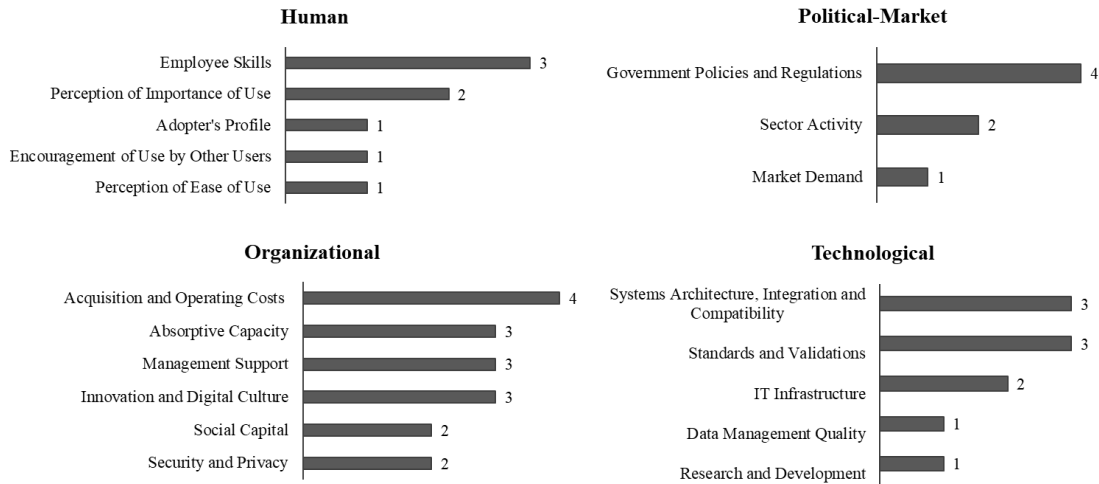 Human
Employee Skills 3
Perception of Importance of Use 2
Adopter's Profile 1
Encouragement of Use by Other Users 1
Perception of Ease of Use 1
Political-Market
Government Policies and Regulations 4
Sector Activity 2
Market Demand 1
Organizational
Acquisition and Operating Costs 4
Absorptive Capacity 3
Management Support 3
Innovation and Digital Culture 3
Social Capital 2
Security and Privacy 2
Technological
Systems Architecture, Integration and
Compatibility 3
Standards and Validations 3
IT Infrastructure 2
Data Management Quality 1
Research and Development 1